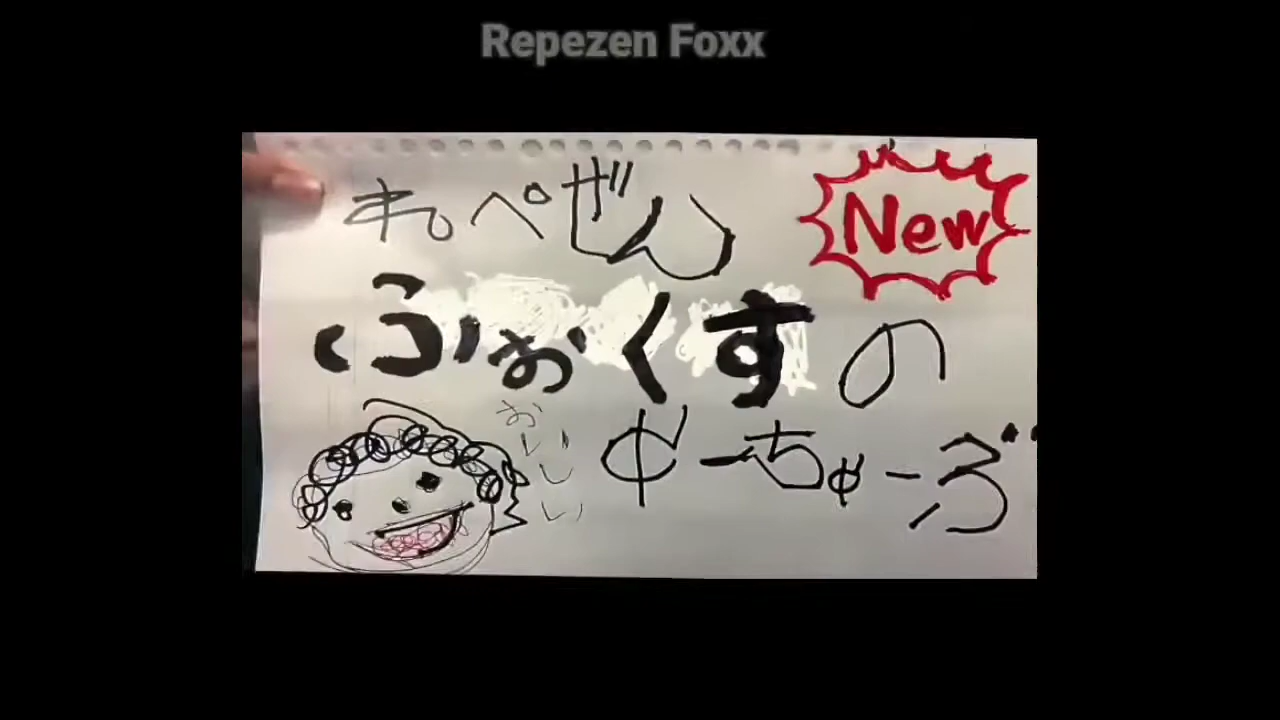 Repezen Foxx
れぺぜん
New
ふぉくすの
おいしい
ゆーちゅーぶ